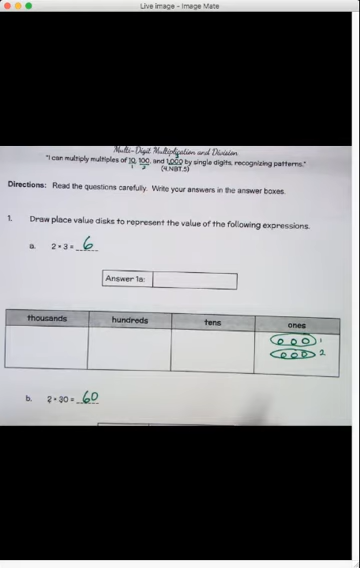 Live image - Image Mate
Multi-Digit Multiplication and Division
"I can multiply multiples of 10, 100, and 1,000 by single digits, recognizing patterns."
1 2
(4.NBT.5)
Directions: Read the questions carefully. Write your answers in the answer boxes.
1. Draw place value disks to represent the value of the following expressions.
a. 2 × 3 = 6
Answer 1a:
thousands hundreds tens ones
1
2
b. 2 × 30 = 60